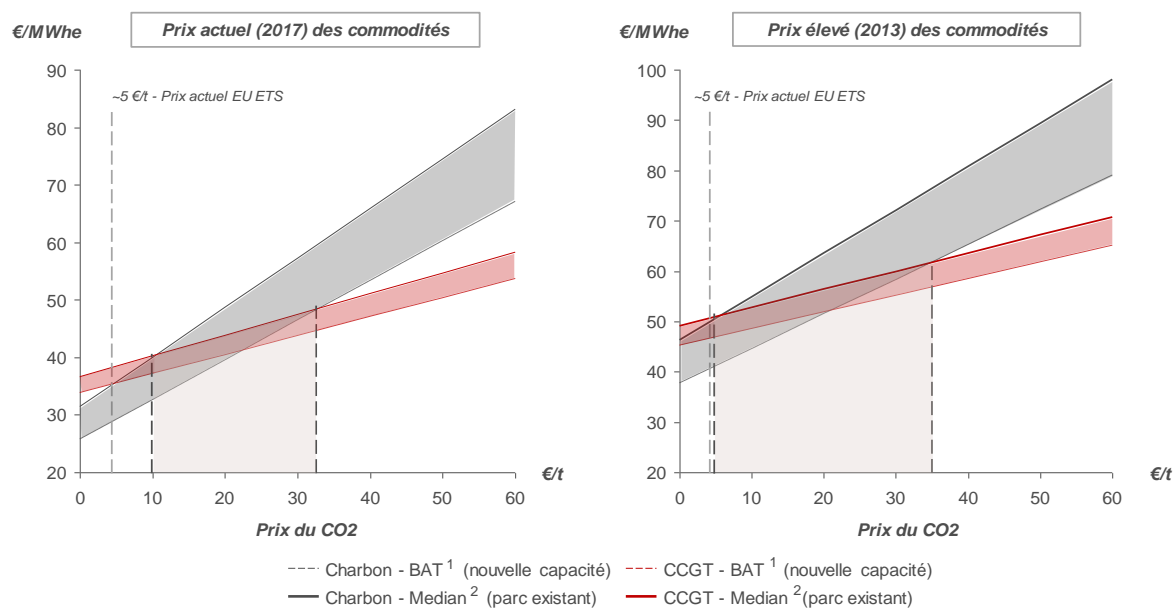 €/MWhe
Prix actuel (2017) des commodités
90
~5 €/t - Prix actuel EU ETS
80
70
60
50
40
30
20
€/t
0 10 20 30 40 50 60
Prix du CO2
€/MWhe
Prix élevé (2013) des commodités
100
~5 €/t - Prix actuel EU ETS
90
80
70
60
50
40
30
20
€/t
0 10 20 30 40 50 60
Prix du CO2
Charbon - BAT 1 (nouvelle capacité)
CCGT - BAT 1 (nouvelle capacité)
Charbon - Median 2 (parc existant)
CCGT - Median 2 (parc existant)